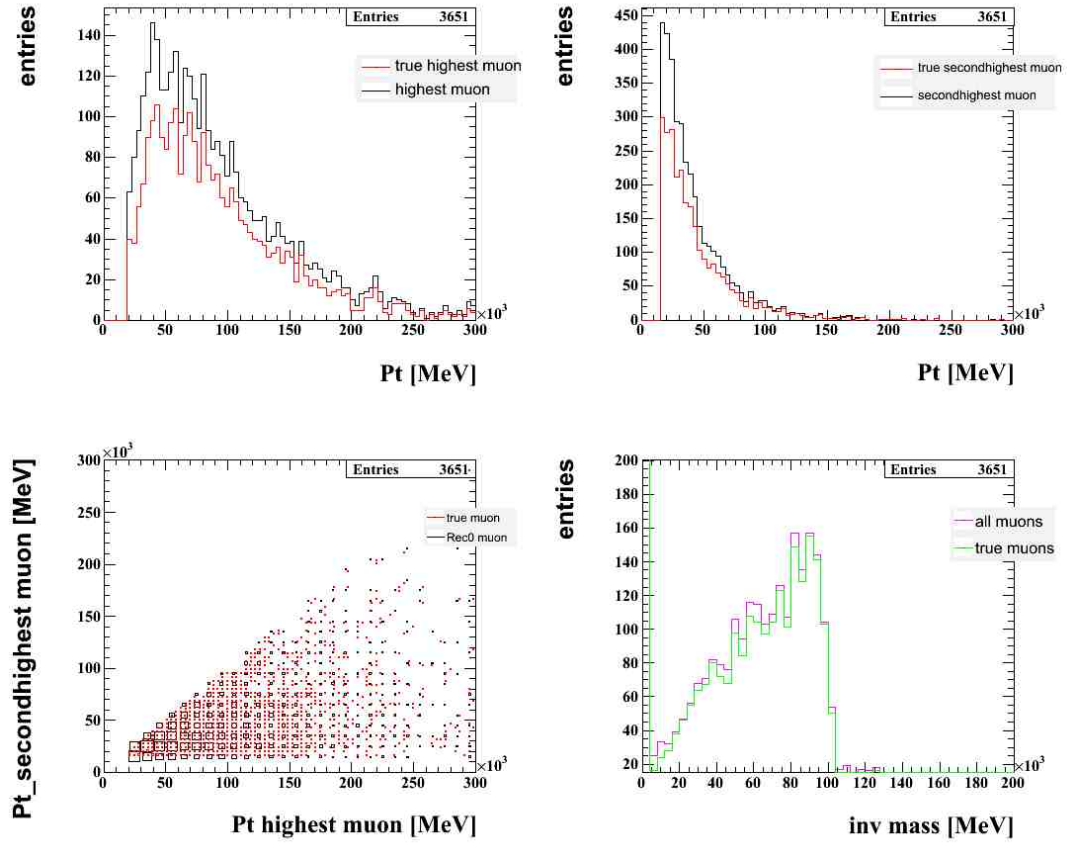 entries
Entries 3651
true highest muon
highest muon
140
120
100
80
60
40
20
0
0 50 100 150 200 250 300
×10³
Pt [MeV]
entries
Entries 3651
true secondhighest muon
secondhighest muon
450
400
350
300
250
200
150
100
50
0
0 50 100 150 200 250 300
×10³
Pt [MeV]
Pt_secondhighest muon [MeV]
×10³
Entries 3651
true muon
Rec0 muon
300
250
200
150
100
50
0
0 50 100 150 200 250 300
×10³
Pt highest muon [MeV]
entries
Entries 3651
all muons
true muons
200
180
160
140
120
100
80
60
40
20
0 20 40 60 80 100 120 140 160 180 200
×10³
inv mass [MeV]